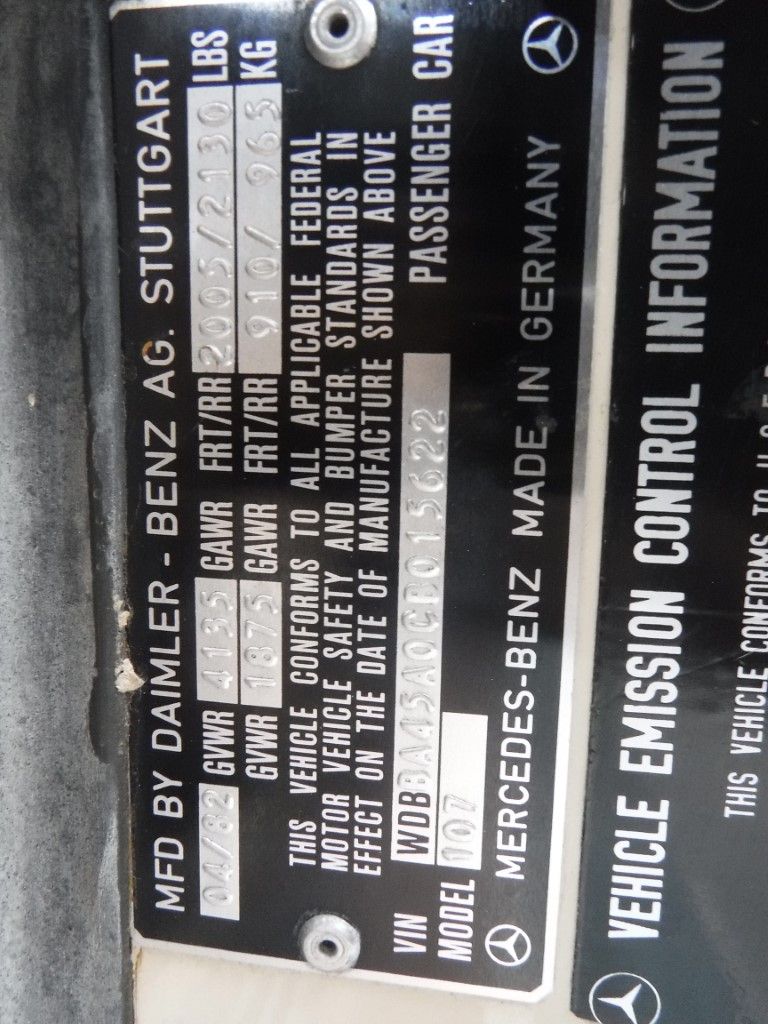 MFD BY DAIMLER - BENZ AG. STUTTGART
04/82 GVWR 4135 GAWR FRT/RR 2005/2130 LBS
GVWR 1875 GAWR FRT/RR 910/ 965 KG
THIS VEHICLE CONFORMS TO ALL APPLICABLE FEDERAL
MOTOR VEHICLE SAFETY AND BUMPER STANDARDS IN
EFFECT ON THE DATE OF MANUFACTURE SHOWN ABOVE
VIN WDBBA45A0CB015622
MODEL 107 PASSENGER CAR
MERCEDES-BENZ MADE IN GERMANY
VEHICLE EMISSION CONTROL INFORMATION
THIS VEHICLE CONFORMS TO